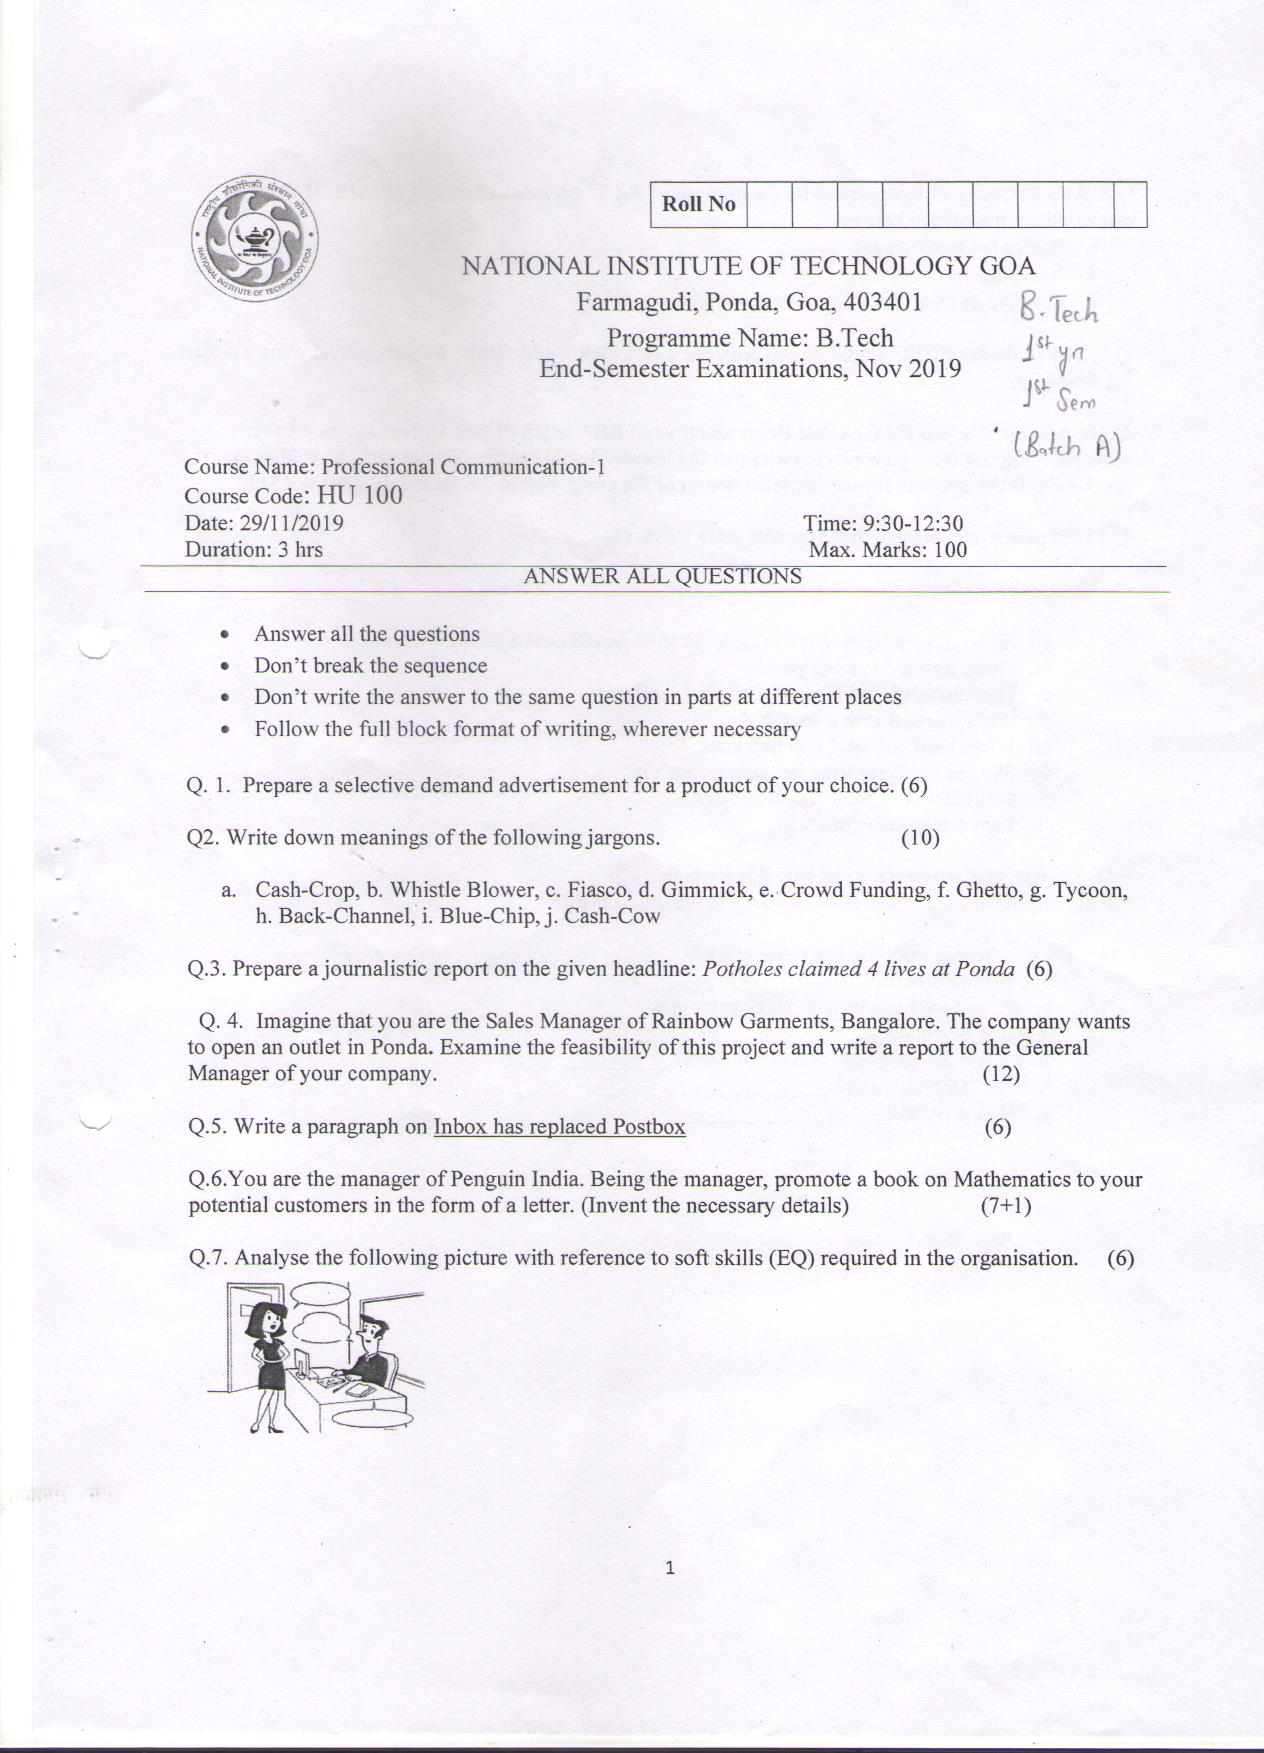 राष्ट्रीय प्रौद्योगिकी संस्थान गोवा
NATIONAL INSTITUTE OF TECHNOLOGY GOA
Roll No
NATIONAL INSTITUTE OF TECHNOLOGY GOA
Farmagudi, Ponda, Goa, 403401
Programme Name: B.Tech
End-Semester Examinations, Nov 2019
B.Tech
1st yr
1st Sem
(Batch A)
Course Name: Professional Communication-1
Course Code: HU 100
Date: 29/11/2019 Time: 9:30-12:30
Duration: 3 hrs Max. Marks: 100
ANSWER ALL QUESTIONS
• Answer all the questions
• Don't break the sequence
• Don't write the answer to the same question in parts at different places
• Follow the full block format of writing, wherever necessary
Q. 1. Prepare a selective demand advertisement for a product of your choice. (6)
Q2. Write down meanings of the following jargons. (10)
a. Cash-Crop, b. Whistle Blower, c. Fiasco, d. Gimmick, e. Crowd Funding, f. Ghetto, g. Tycoon,
h. Back-Channel, i. Blue-Chip, j. Cash-Cow
Q.3. Prepare a journalistic report on the given headline: Potholes claimed 4 lives at Ponda (6)
Q. 4. Imagine that you are the Sales Manager of Rainbow Garments, Bangalore. The company wants
to open an outlet in Ponda. Examine the feasibility of this project and write a report to the General
Manager of your company. (12)
Q.5. Write a paragraph on Inbox has replaced Postbox (6)
Q.6.You are the manager of Penguin India. Being the manager, promote a book on Mathematics to your
potential customers in the form of a letter. (Invent the necessary details) (7+1)
Q.7. Analyse the following picture with reference to soft skills (EQ) required in the organisation. (6)
1